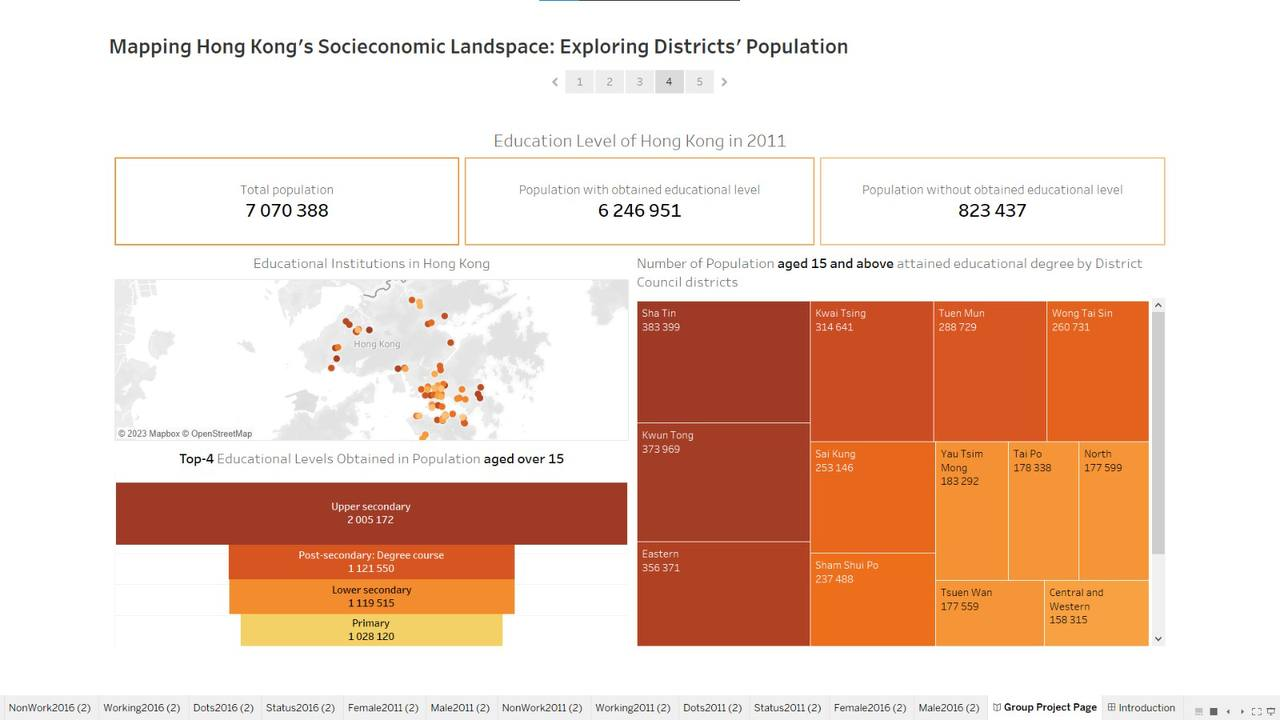 Mapping Hong Kong’s Socieconomic Landspace: Exploring Districts’ Population
1 2 3 4 5
Education Level of Hong Kong in 2011
Total population
7 070 388
Population with obtained educational level
6 246 951
Population without obtained educational level
823 437
Educational Institutions in Hong Kong
Hong Kong
© 2023 Mapbox © OpenStreetMap
Top-4 Educational Levels Obtained in Population aged over 15
Upper secondary
2 005 172
Post-secondary: Degree course
1 121 550
Lower secondary
1 119 515
Primary
1 028 120
Number of Population aged 15 and above attained educational degree by District
Council districts
Sha Tin
383 399
Kwun Tong
373 969
Eastern
356 371
Kwai Tsing
314 641
Tuen Mun
288 729
Wong Tai Sin
260 731
Sai Kung
253 146
Sham Shui Po
237 488
Yau Tsim
Mong
183 292
Tai Po
178 338
North
177 599
Tsuen Wan
177 559
Central and
Western
158 315
NonWork2016 (2) Working2016 (2) Dots2016 (2) Status2016 (2) Female2011 (2) Male2011 (2) NonWork2011 (2) Working2011 (2) Dots2011 (2) Status2011 (2) Female2016 (2) Male2016 (2) Group Project Page Introduction